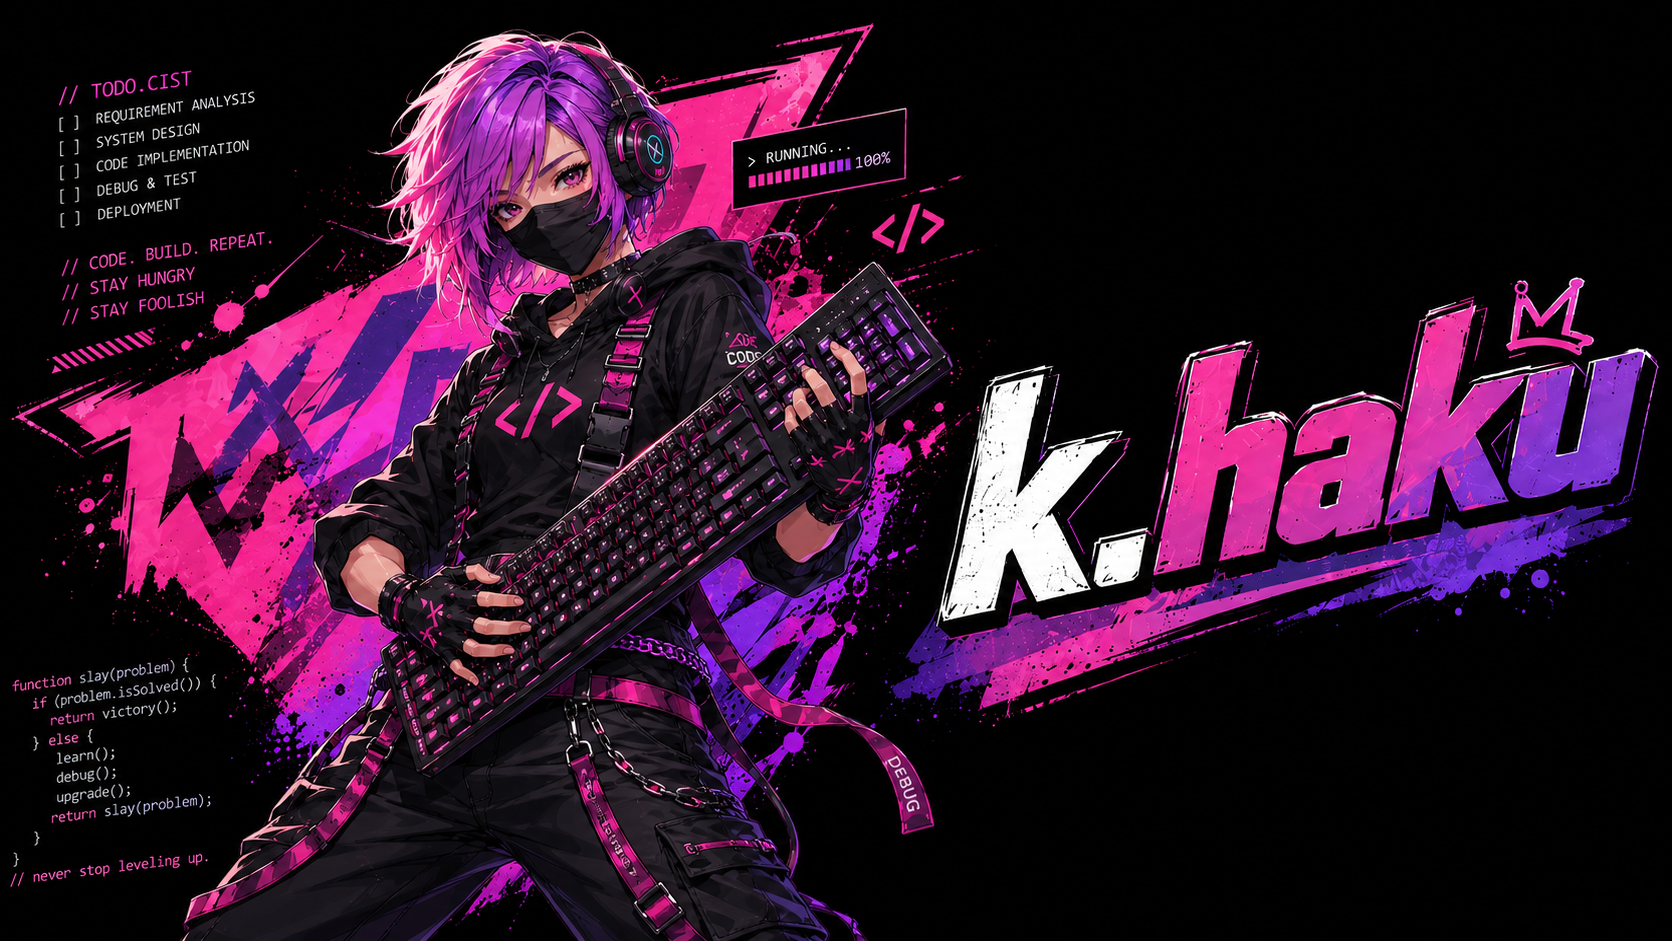 // TODO.CIST
[ ] REQUIREMENT ANALYSIS
[ ] SYSTEM DESIGN
[ ] CODE IMPLEMENTATION
[ ] DEBUG & TEST
[ ] DEPLOYMENT
// CODE. BUILD. REPEAT.
// STAY HUNGRY
// STAY FOOLISH
> RUNNING...
100%
</>
</>
CODE
k.haku
DEBUG
function slay(problem) {
if (problem.isSolved()) {
return victory();
} else {
learn();
debug();
upgrade();
return slay(problem);
}
}
// never stop leveling up.